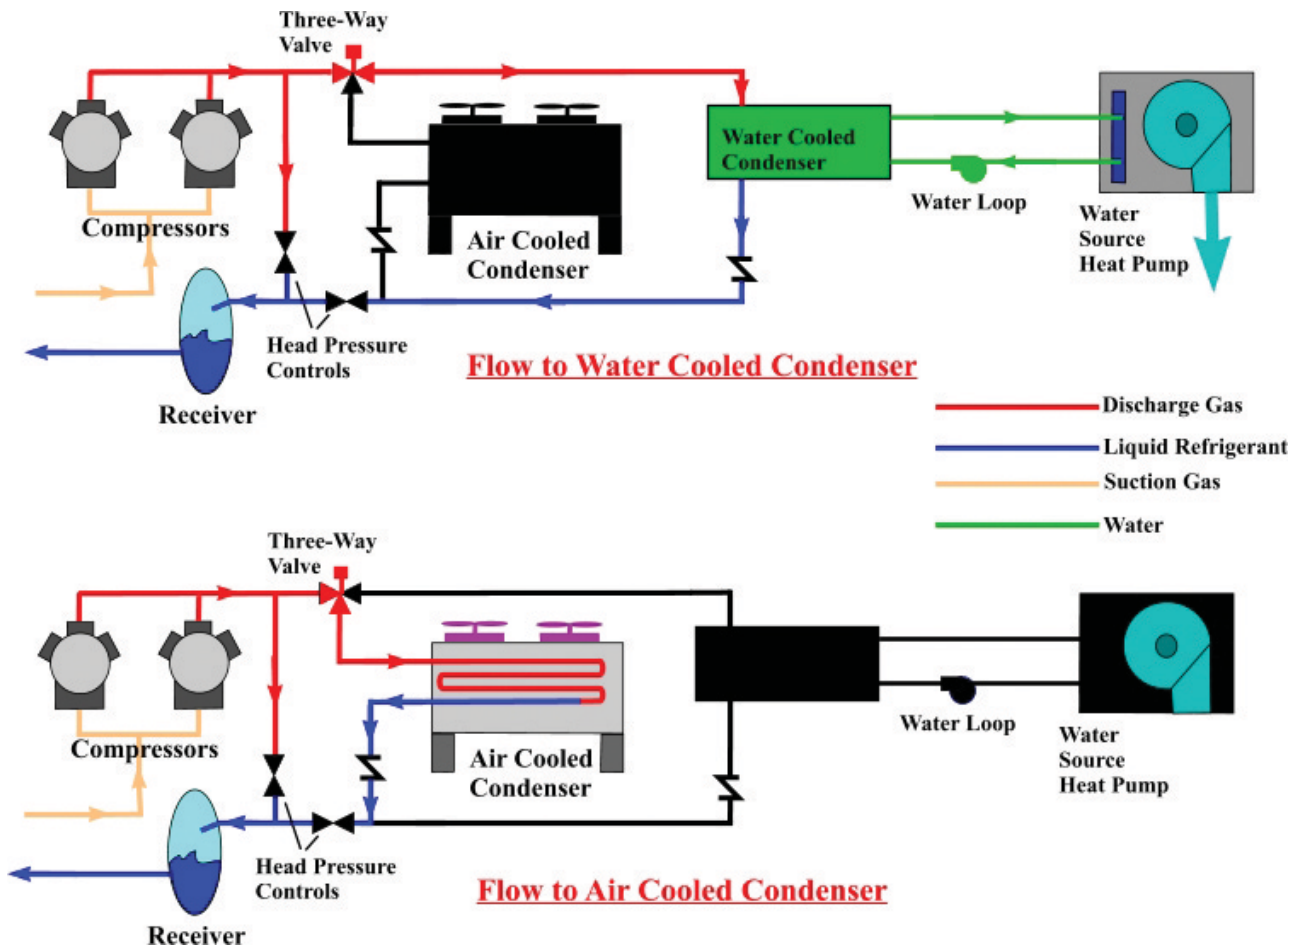 Three-Way
Valve
Water Cooled
Condenser
Compressors
Air Cooled
Condenser
Water Loop
Water
Source
Heat Pump
Head Pressure
Controls
Receiver
Flow to Water Cooled Condenser
Discharge Gas
Liquid Refrigerant
Suction Gas
Water
Three-Way
Valve
Compressors
Air Cooled
Condenser
Water Loop
Water
Source
Heat Pump
Head Pressure
Controls
Receiver
Flow to Air Cooled Condenser